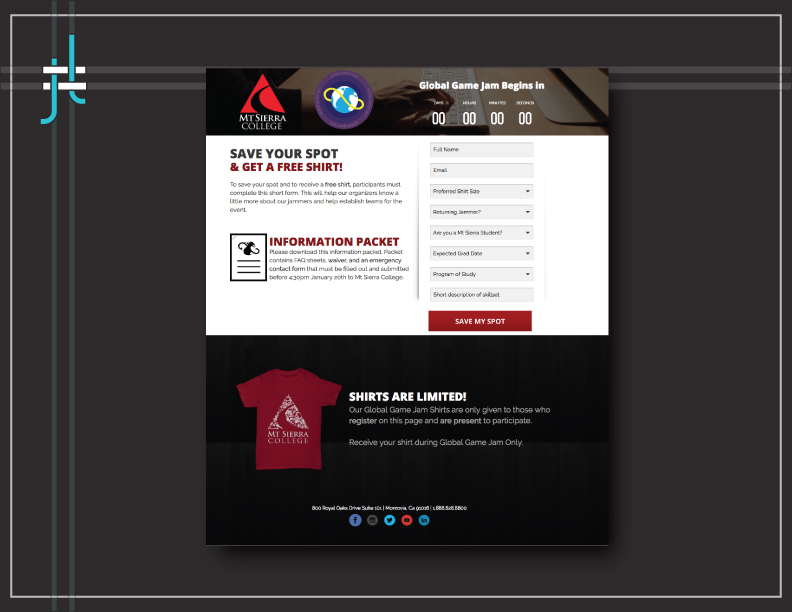 jt
MT SIERRA
COLLEGE
Global Game Jam Begins in
DAYS HOURS MINUTES SECONDS
00 00 00 00
SAVE YOUR SPOT
& GET A FREE SHIRT!
To save your spot and to receive a free shirt, participants must
complete this short form. This will help our organizers know a
little more about our jammers and help establish teams for the
event.
INFORMATION PACKET
Please download this information packet. Packet
contains FAQ sheets, waiver, and an emergency
contact form that must be filled out and submitted
before 4:30pm January 20th to Mt Sierra College.
Full Name
Email
Preferred Shirt Size
Returning Jammer?
Are you a Mt Sierra Student?
Expected Grad Date
Program of Study
Short description of skillset
SAVE MY SPOT
MT SIERRA
COLLEGE
SHIRTS ARE LIMITED!
Our Global Game Jam Shirts are only given to those who
register on this page and are present to participate.
Receive your shirt during Global Game Jam Only.
800 Royal Oaks Drive Suite 101 | Monrovia, Ca 91016 | 1.888.828.8800